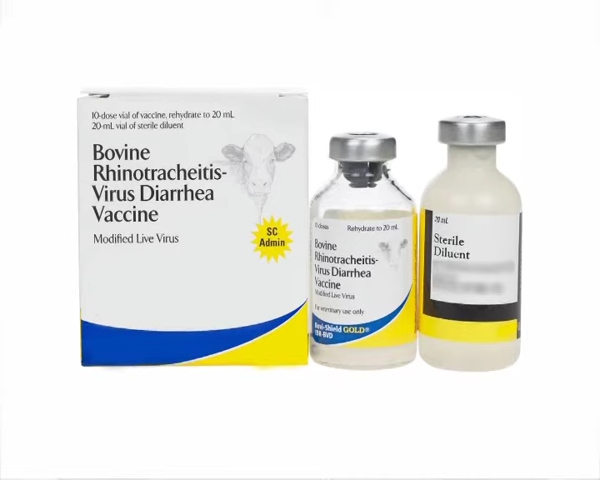 10-dose vial of vaccine, rehydrate to 20 mL
20-mL vial of sterile diluent
Bovine
Rhinotracheitis-
Virus Diarrhea
Vaccine
Modified Live Virus
SC
Admin
10-dose Rehydrate to 20 mL
Bovine
Rhinotracheitis-
Virus Diarrhea
Vaccine
Modified Live Virus
For veterinary use only
Bovi-Shield GOLD®
IBR-BVD
20 mL
Sterile
Diluent